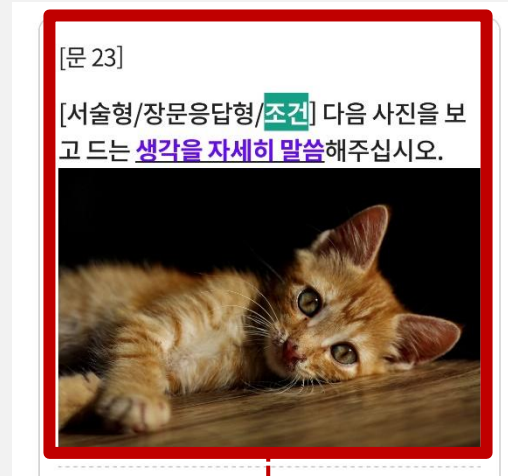 [문 23]
[서술형/장문응답형/조건] 다음 사진을 보
고 드는 생각을 자세히 말씀해주십시오.